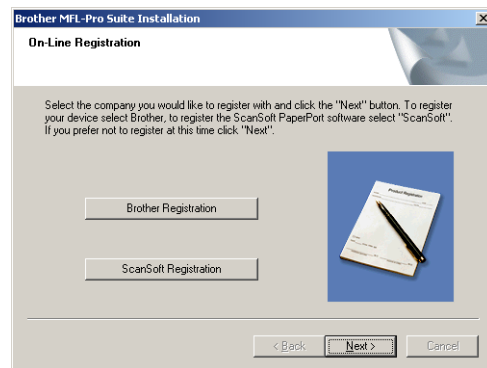 Brother MFL-Pro Suite Installation
On-Line Registration
Select the company you would like to register with and click the "Next" button. To register
your device select Brother, to register the ScanSoft PaperPort software select "ScanSoft".
If you prefer not to register at this time click "Next".
Brother Registration
ScanSoft Registration
Product Registration
< Back
Next >
Cancel